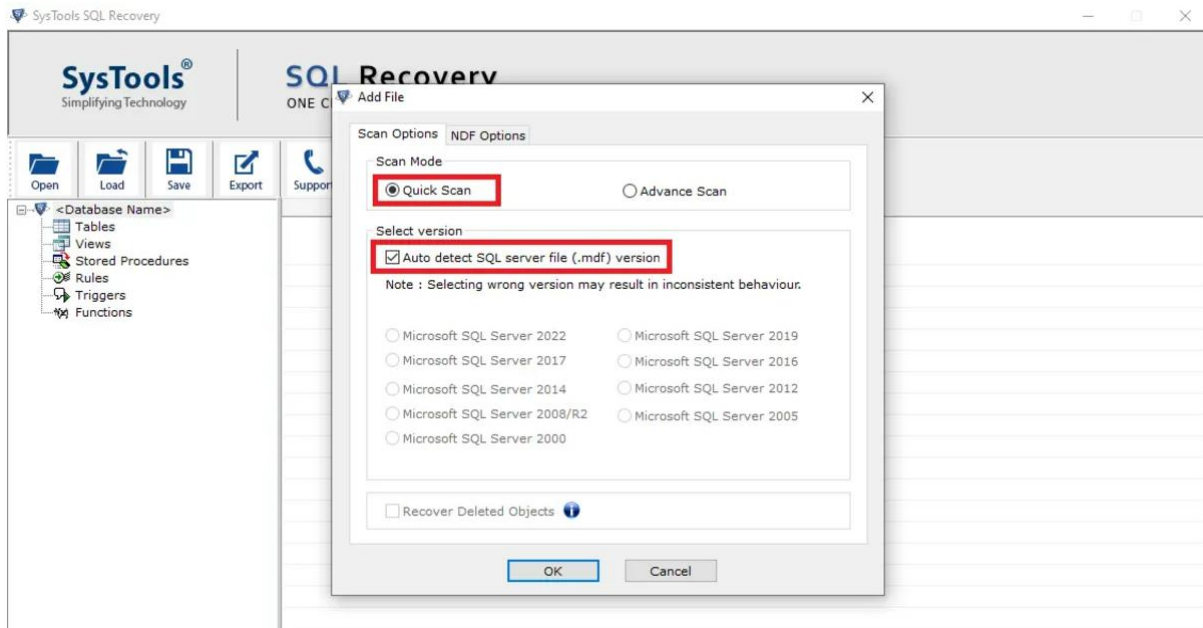 SysTools SQL Recovery
SysTools®
Simplifying Technology
SQL Recovery
ONE C
Open
Load
Save
Export
Suppor
<Database Name>
Tables
Views
Stored Procedures
Rules
Triggers
Functions
Add File
Scan Options
NDF Options
Scan Mode
Quick Scan
Advance Scan
Select version
Auto detect SQL server file (.mdf) version
Note : Selecting wrong version may result in inconsistent behaviour.
Microsoft SQL Server 2022
Microsoft SQL Server 2019
Microsoft SQL Server 2017
Microsoft SQL Server 2016
Microsoft SQL Server 2014
Microsoft SQL Server 2012
Microsoft SQL Server 2008/R2
Microsoft SQL Server 2005
Microsoft SQL Server 2000
Recover Deleted Objects
OK
Cancel